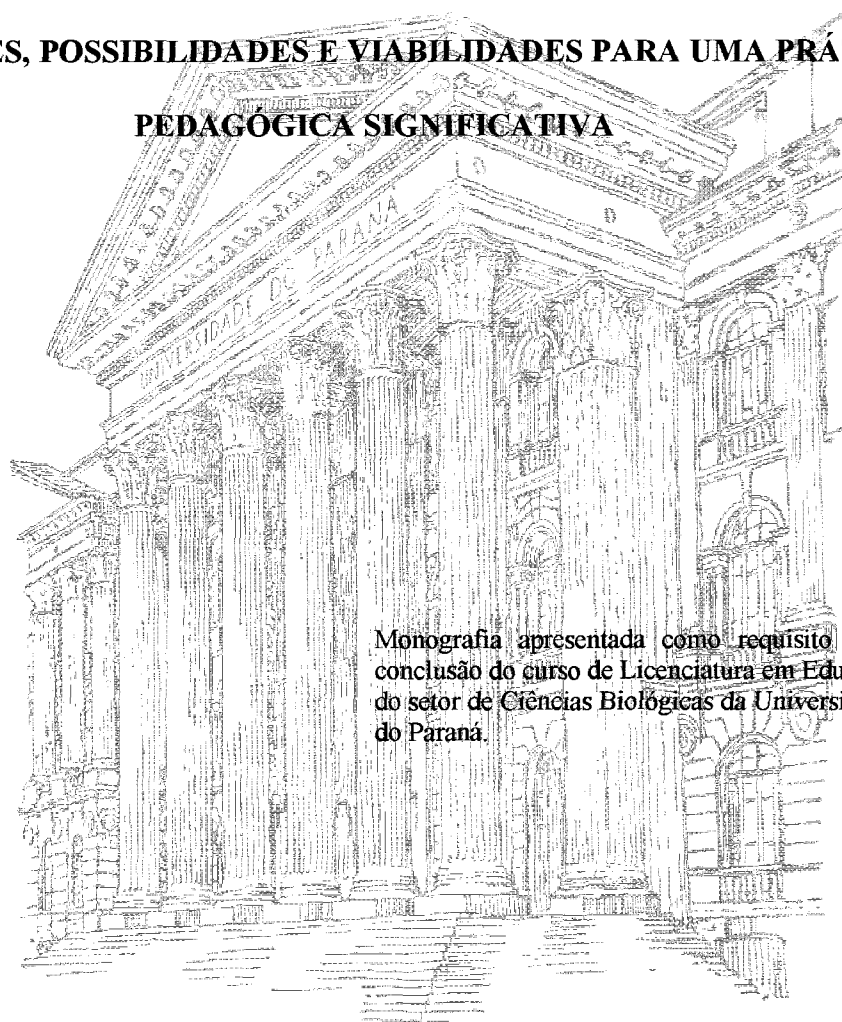 ES, POSSIBILIDADES E VIABILIDADES PARA UMA PRÁ
PEDAGÓGICA SIGNIFICATIVA
UNIVERSIDADE DO PARANÁ
Monografia apresentada como requisito
conclusão do curso de Licenciatura em Edu
do setor de Ciências Biológicas da Universi
do Paraná.